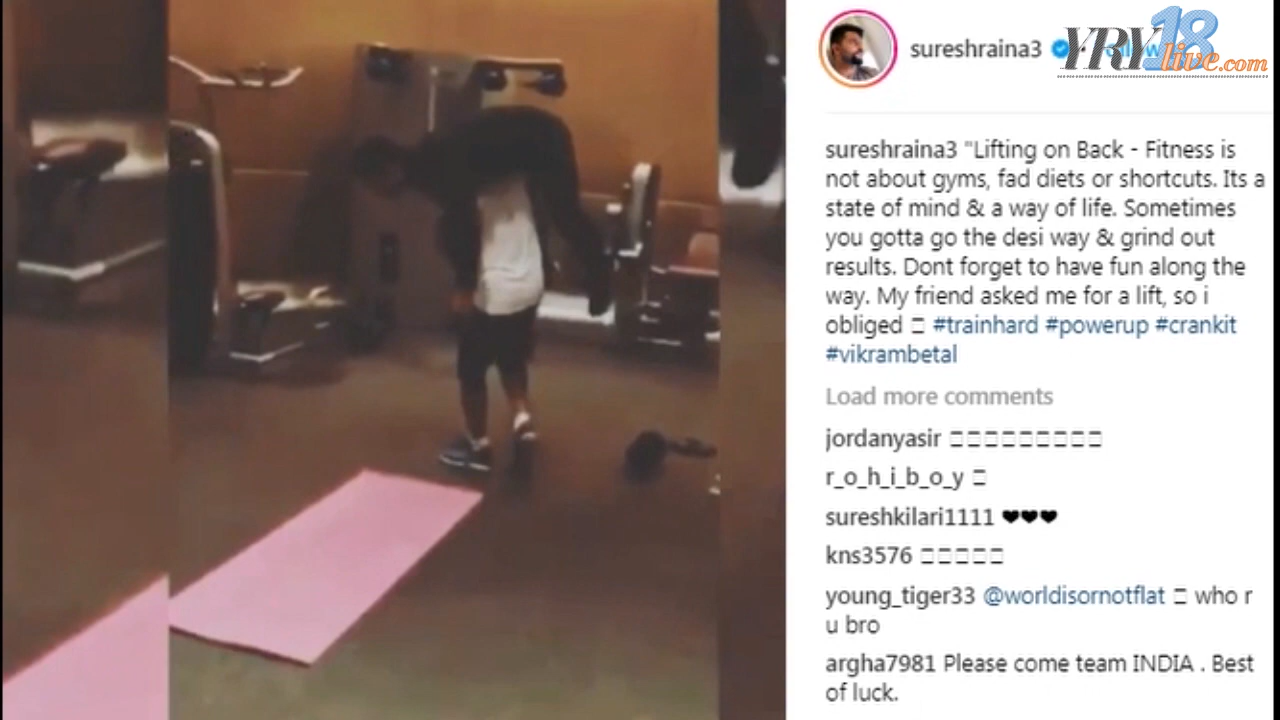 sureshraina3
YRY18live.com
sureshraina3 "Lifting on Back - Fitness is
not about gyms, fad diets or shortcuts. Its a
state of mind & a way of life. Sometimes
you gotta go the desi way & grind out
results. Dont forget to have fun along the
way. My friend asked me for a lift, so i
obliged #trainhard #powerup #crankit
#vikrambetal
Load more comments
jordanyasir
r_o_h_i_b_o_y
sureshkilari1111 ❤❤❤
kns3576
young_tiger33 @worldisornotflat who r
u bro
argha7981 Please come team INDIA . Best
of luck.